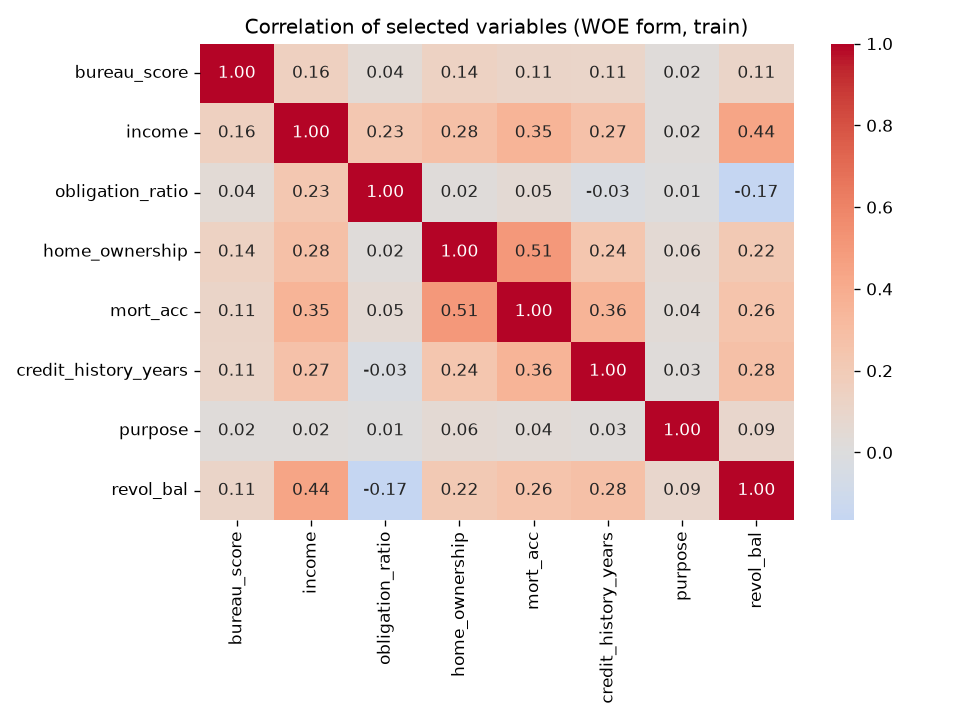 Correlation of selected variables (WOE form, train)
bureau_score 1.00 0.16 0.04 0.14 0.11 0.11 0.02 0.11
income 0.16 1.00 0.23 0.28 0.35 0.27 0.02 0.44
obligation_ratio 0.04 0.23 1.00 0.02 0.05 -0.03 0.01 -0.17
home_ownership 0.14 0.28 0.02 1.00 0.51 0.24 0.06 0.22
mort_acc 0.11 0.35 0.05 0.51 1.00 0.36 0.04 0.26
credit_history_years 0.11 0.27 -0.03 0.24 0.36 1.00 0.03 0.28
purpose 0.02 0.02 0.01 0.06 0.04 0.03 1.00 0.09
revol_bal 0.11 0.44 -0.17 0.22 0.26 0.28 0.09 1.00
bureau_score
income
obligation_ratio
home_ownership
mort_acc
credit_history_years
purpose
revol_bal
1.0
0.8
0.6
0.4
0.2
0.0